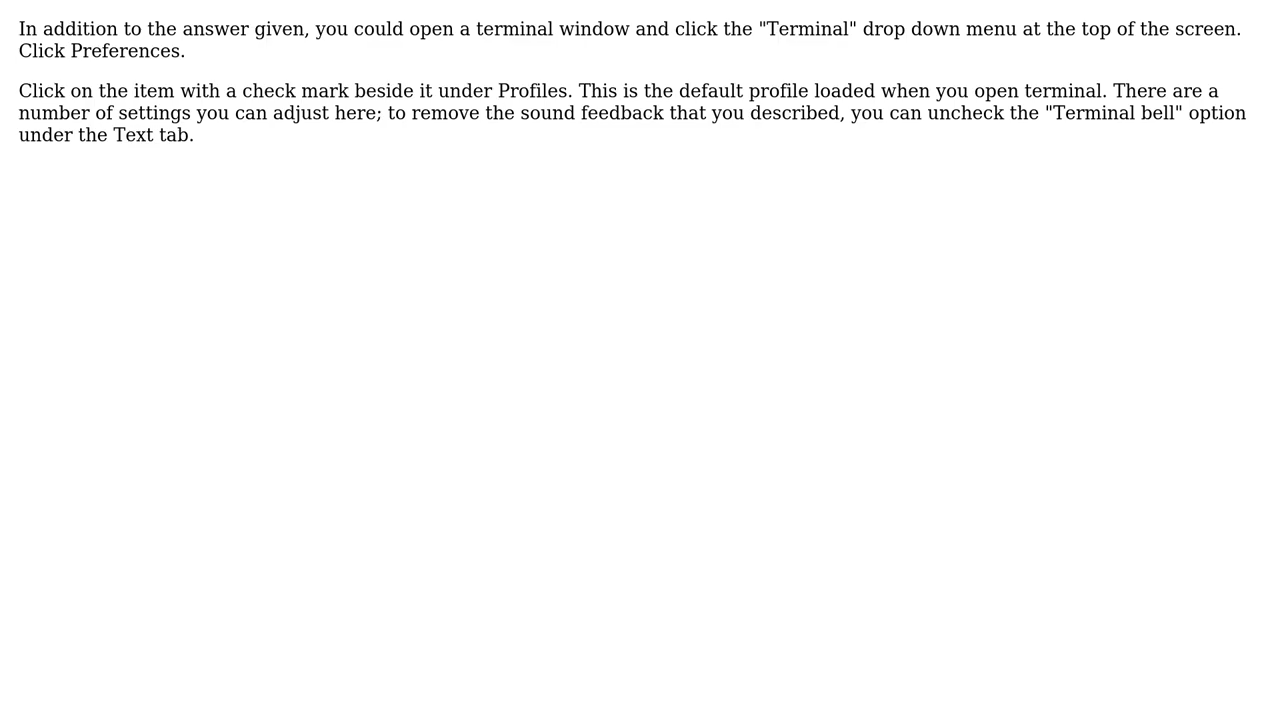 In addition to the answer given, you could open a terminal window and click the "Terminal" drop down menu at the top of the screen.
Click Preferences.
Click on the item with a check mark beside it under Profiles. This is the default profile loaded when you open terminal. There are a
number of settings you can adjust here; to remove the sound feedback that you described, you can uncheck the "Terminal bell" option
under the Text tab.